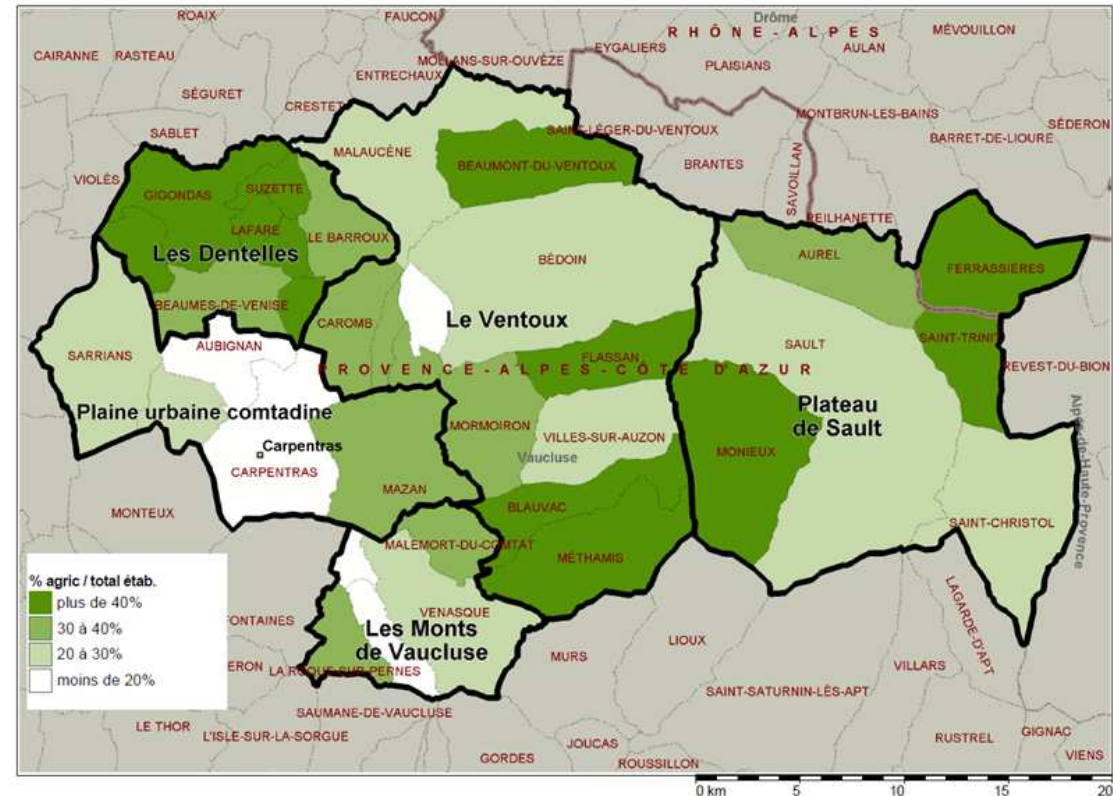 ROAIX
FAUCON
Drôme
RHÔNE-ALPES
MÉVOUILLON
CAIRANNE
RASTEAU
MOLLANS-SUR-OUVÈZE
EYGALIERS
AULAN
ENTRECHAUX
PLAISIANS
SÉGURET
CRESTET
MONTBRUN-LES-BAINS
SÉDERON
SABLET
SAINT-LÉGER-DU-VENTOUX
BARRET-DE-LIOURE
MALAUCÈNE
BEAUMONT-DU-VENTOUX
BRANTES
SAVOILLAN
VIOLÈS
GIGONDAS
SUZETTE
REILHANETTE
LAFARE
LE BARROUX
Les Dentelles
BÉDOIN
AUREL
FERRASSIÈRES
BEAUMES-DE-VENISE
CAROMB
Le Ventoux
SAINT-TRINIT
SARRIANS
AUBIGNAN
SAULT
FLASSAN
REVEST-DU-BION
PROVENCE-ALPES-CÔTE D'AZUR
Plaine urbaine comtadine
Plateau
de Sault
MORMOIRON
VILLES-SUR-AUZON
Carpentras
Vaucluse
MONIEUX
CARPENTRAS
MAZAN
Alpes-de-Haute-Provence
MONTEUX
BLAUVAC
SAINT-CHRISTOL
MALEMORT-DU-COMTAT
MÉTHAMIS
% agric / total étab.
plus de 40%
30 à 40%
20 à 30%
moins de 20%
VENASQUE
LAGARDE-D'APT
FONTAINES
Les Monts
de Vaucluse
LIOUX
MURS
ERON
LA ROQUE-SUR-PERNES
VILLARS
SAINT-SATURNIN-LÈS-APT
SAUMANE-DE-VAUCLUSE
LE THOR
L'ISLE-SUR-LA-SORGUE
JOUCAS
RUSTREL
GIGNAC
GORDES
ROUSSILLON
VIENS
0 km 5 10 15 20